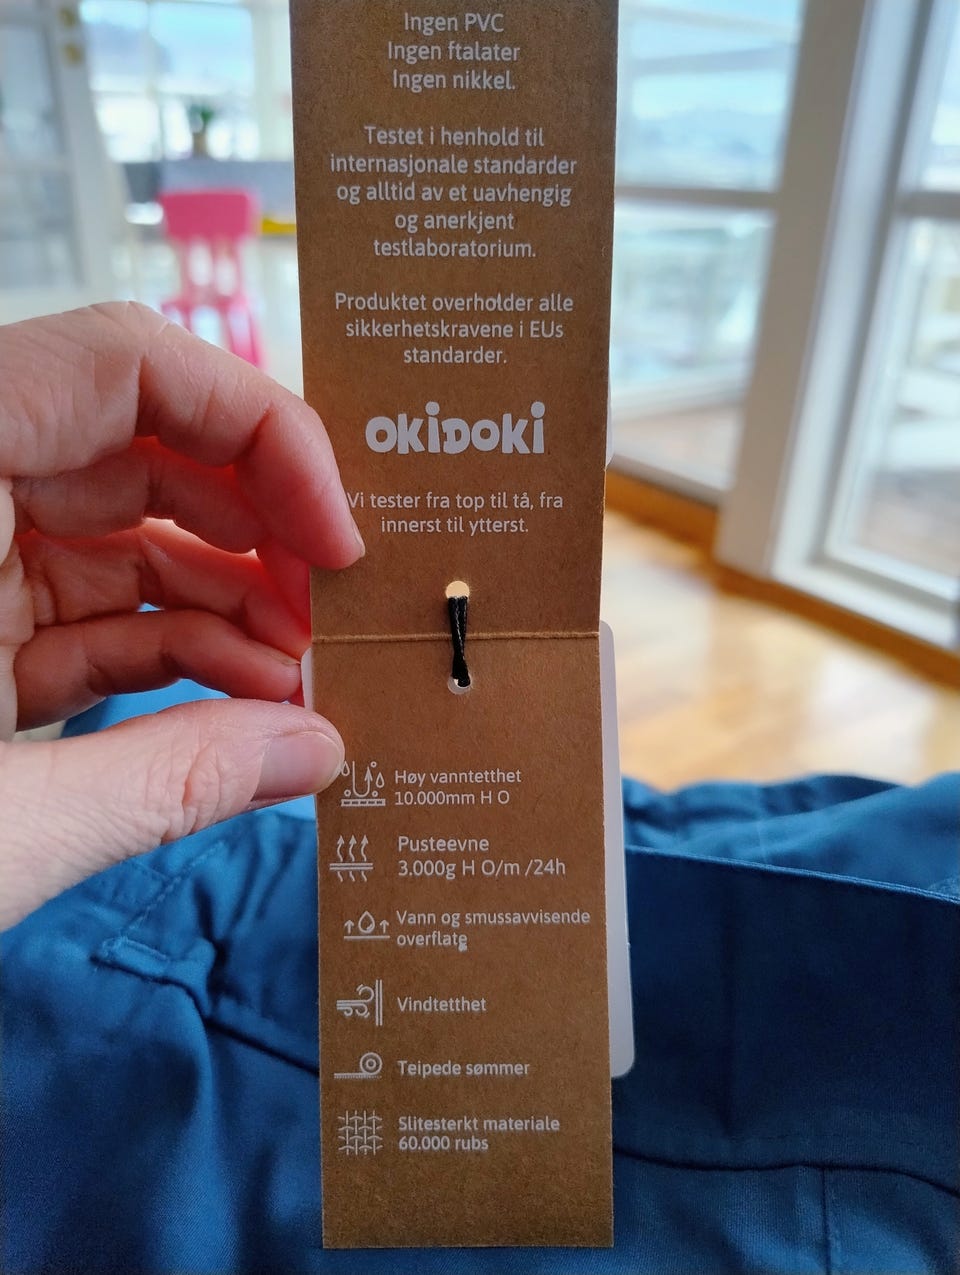 Ingen PVC
Ingen ftalater
Ingen nikkel.
Testet i henhold til
internasjonale standarder
og alltid av et uavhengig
og anerkjent
testlaboratorium.
Produktet overholder alle
sikkerhetskravene i EUs
standarder.
OKIDOKI
Vi tester fra top til tå, fra
innerst til ytterst.
Høy vanntetthet
10.000mm H O
Pusteevne
3.000g H O/m /24h
Vann og smussavvisende
overflate
Vindtetthet
Teipede sømmer
Slitesterkt materiale
60.000 rubs